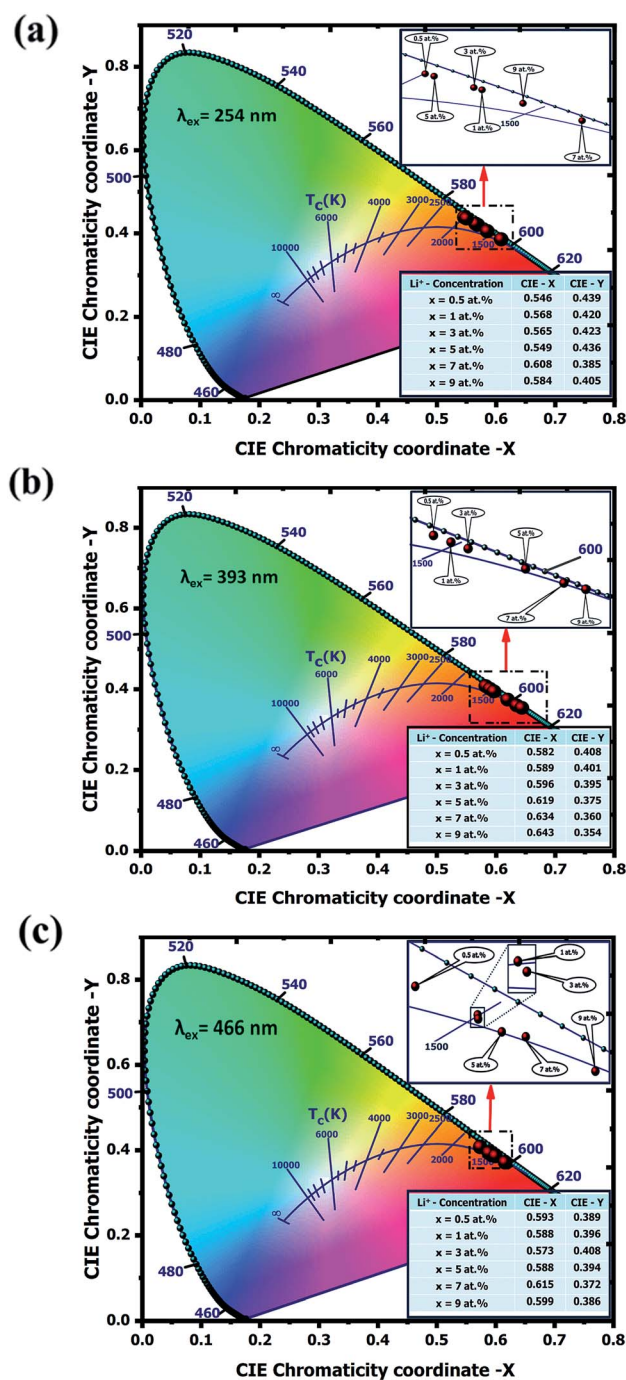 (a)
CIE Chromaticity coordinate -Y
CIE Chromaticity coordinate -X
0.0
0.2
0.4
0.6
0.8
0.0 0.1 0.2 0.3 0.4 0.5 0.6 0.7 0.8
λex = 254 nm
460
480
500
520
540
560
580
600
620
TC(K)
∞
10000
6000
4000
3000
2500
2000
1500
0.5 at.%
3 at.%
9 at.%
5 at.%
1 at.%
1500
7 at.%
Li⁺ - Concentration CIE - X CIE - Y
x = 0.5 at.% 0.546 0.439
x = 1 at.% 0.568 0.420
x = 3 at.% 0.565 0.423
x = 5 at.% 0.549 0.436
x = 7 at.% 0.608 0.385
x = 9 at.% 0.584 0.405
(b)
CIE Chromaticity coordinate -Y
CIE Chromaticity coordinate -X
0.0
0.2
0.4
0.6
0.8
0.0 0.1 0.2 0.3 0.4 0.5 0.6 0.7 0.8
λex = 393 nm
460
480
500
520
540
560
580
600
620
TC(K)
∞
10000
6000
4000
3000
2500
2000
1500
0.5 at.%
3 at.%
5 at.%
600
1500
1 at.%
7 at.%
9 at.%
Li⁺ - Concentration CIE - X CIE - Y
x = 0.5 at.% 0.582 0.408
x = 1 at.% 0.589 0.401
x = 3 at.% 0.596 0.395
x = 5 at.% 0.619 0.375
x = 7 at.% 0.634 0.360
x = 9 at.% 0.643 0.354
(c)
CIE Chromaticity coordinate -Y
CIE Chromaticity coordinate -X
0.0
0.2
0.4
0.6
0.8
0.0 0.1 0.2 0.3 0.4 0.5 0.6 0.7 0.8
λex = 466 nm
460
480
500
520
540
560
580
600
620
TC(K)
∞
10000
6000
4000
3000
2500
2000
1500
0.5 at.%
1 at.%
3 at.%
9 at.%
1500
5 at.%
7 at.%
Li⁺ - Concentration CIE - X CIE - Y
x = 0.5 at.% 0.593 0.389
x = 1 at.% 0.588 0.396
x = 3 at.% 0.573 0.408
x = 5 at.% 0.588 0.394
x = 7 at.% 0.615 0.372
x = 9 at.% 0.599 0.386